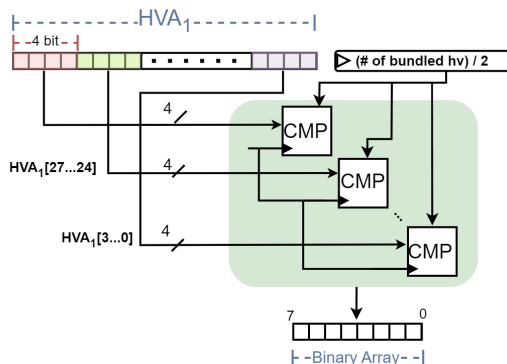 HVA1
4 bit
(# of bundled hv) / 2
4
CMP
HVA1[27...24]
4
CMP
HVA1[3...0]
4
CMP
7 0
Binary Array